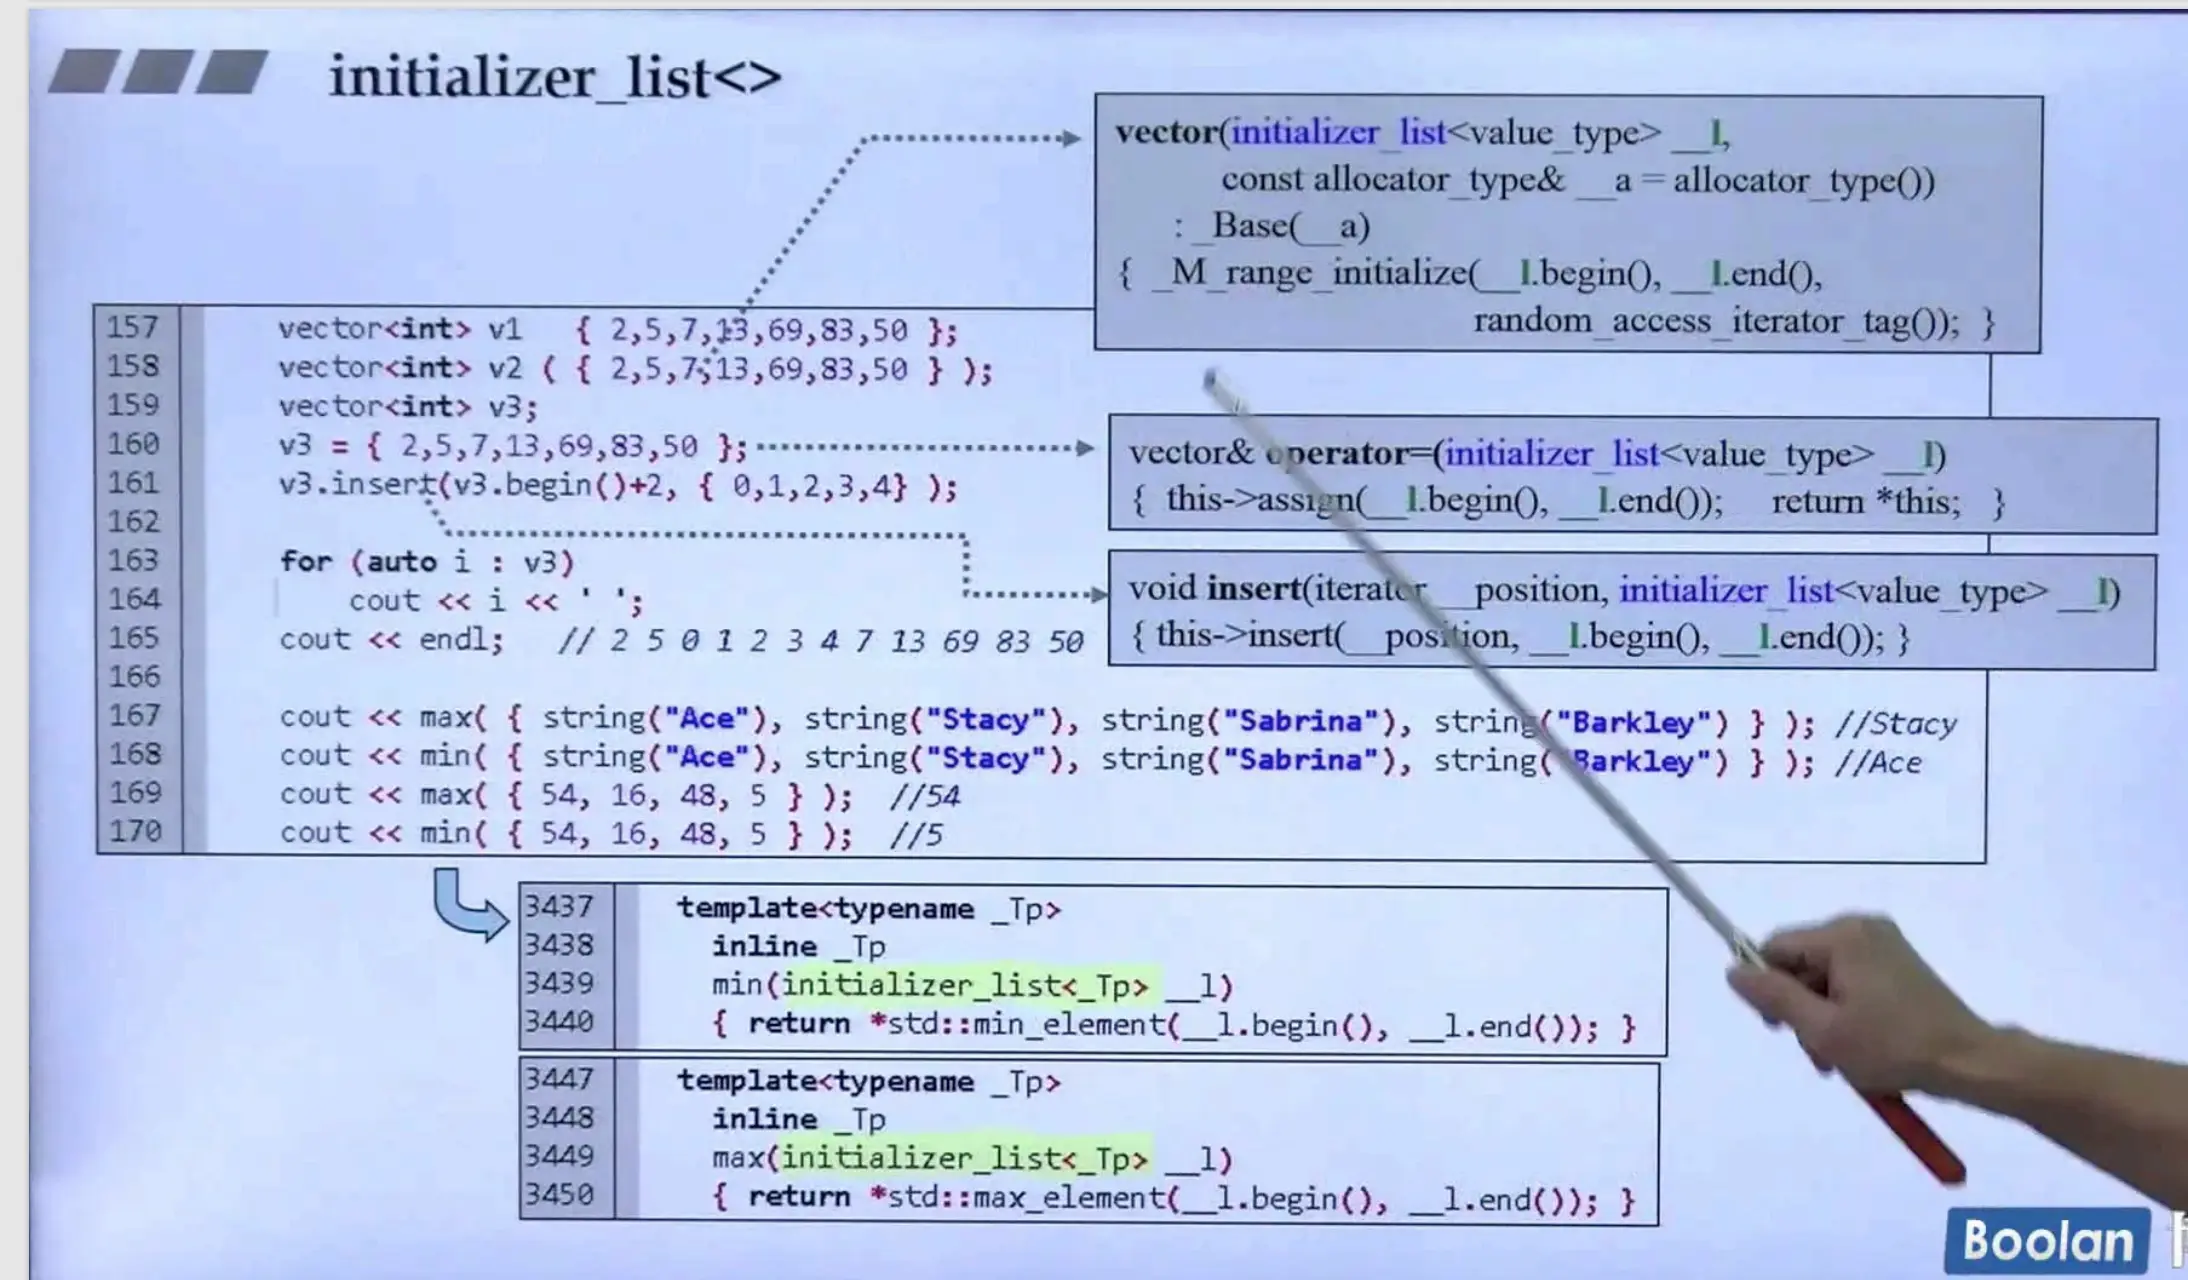 initializer_list<>
vector(initializer_list<value_type> __l,
const allocator_type& __a = allocator_type())
: _Base(__a)
{ _M_range_initialize(__l.begin(), __l.end(),
random_access_iterator_tag()); }
157 vector<int> v1 { 2,5,7,13,69,83,50 };
158 vector<int> v2 ( { 2,5,7,13,69,83,50 } );
159 vector<int> v3;
160 v3 = { 2,5,7,13,69,83,50 };
161 v3.insert(v3.begin()+2, { 0,1,2,3,4} );
162
163 for (auto i : v3)
164 cout << i << ' ';
165 cout << endl; // 2 5 0 1 2 3 4 7 13 69 83 50
166
167 cout << max( { string("Ace"), string("Stacy"), string("Sabrina"), string("Barkley") } ); //Stacy
168 cout << min( { string("Ace"), string("Stacy"), string("Sabrina"), string("Barkley") } ); //Ace
169 cout << max( { 54, 16, 48, 5 } ); //54
170 cout << min( { 54, 16, 48, 5 } ); //5
vector& operator=(initializer_list<value_type> __l)
{ this->assign(__l.begin(), __l.end()); return *this; }
void insert(iterator __position, initializer_list<value_type> __l)
{ this->insert(__position, __l.begin(), __l.end()); }
3437 template<typename _Tp>
3438 inline _Tp
3439 min(initializer_list<_Tp> __l)
3440 { return *std::min_element(__l.begin(), __l.end()); }
3447 template<typename _Tp>
3448 inline _Tp
3449 max(initializer_list<_Tp> __l)
3450 { return *std::max_element(__l.begin(), __l.end()); }
Boolan